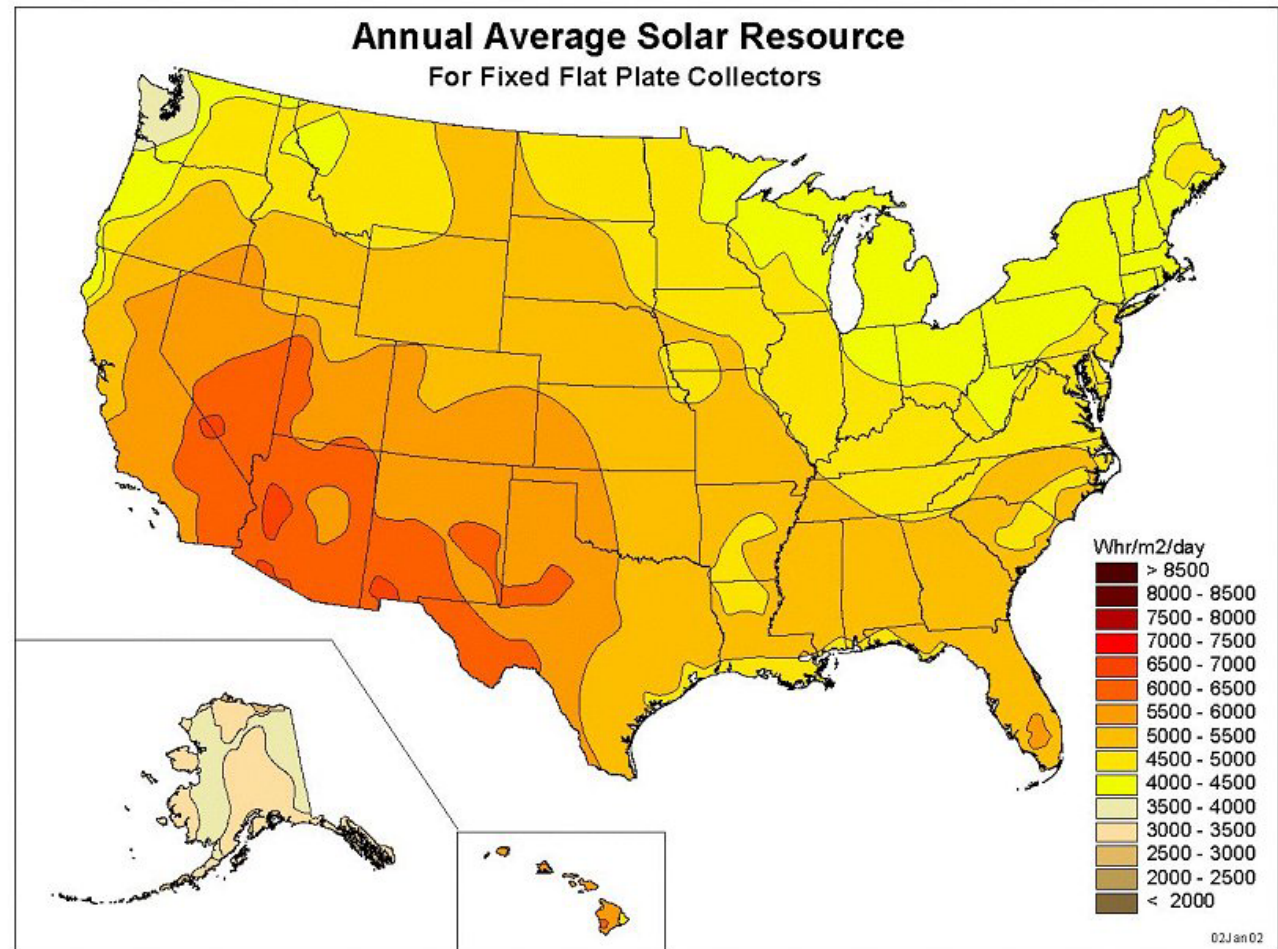 Annual Average Solar Resource
For Fixed Flat Plate Collectors
Whr/m2/day
> 8500
8000 - 8500
7500 - 8000
7000 - 7500
6500 - 7000
6000 - 6500
5500 - 6000
5000 - 5500
4500 - 5000
4000 - 4500
3500 - 4000
3000 - 3500
2500 - 3000
2000 - 2500
< 2000
02Jan02